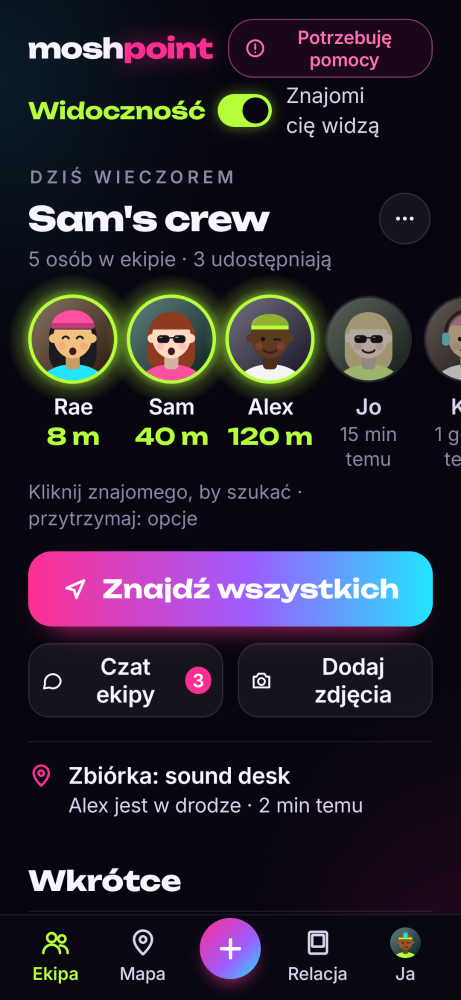 moshpoint
Potrzebuję
pomocy
Widoczność
Znajomi
cię widzą
DZIŚ WIECZOREM
Sam's crew
5 osób w ekipie · 3 udostępniają
Rae
8 m
Sam
40 m
Alex
120 m
Jo
15 min
temu
K
1 g
te
Kliknij znajomego, by szukać ·
przytrzymaj: opcje
Znajdź wszystkich
Czat
ekipy
3
Dodaj
zdjęcia
Zbiórka: sound desk
Alex jest w drodze · 2 min temu
Wkrótce
Ekipa
Mapa
Relacja
Ja